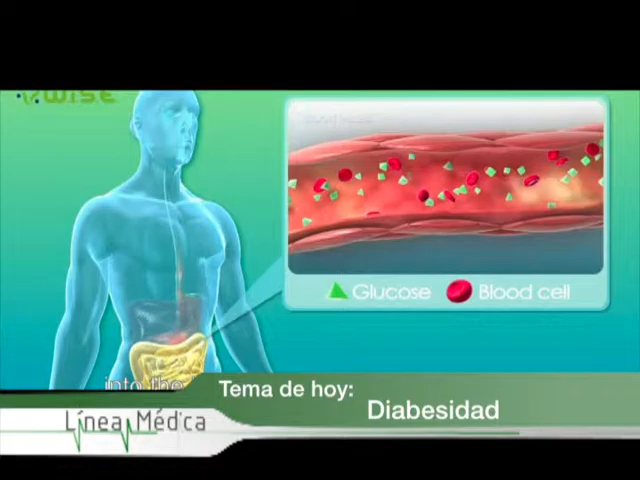 WiSE
Glucose
Blood cell
into the
Tema de hoy:
Diabesidad
Línea Médica